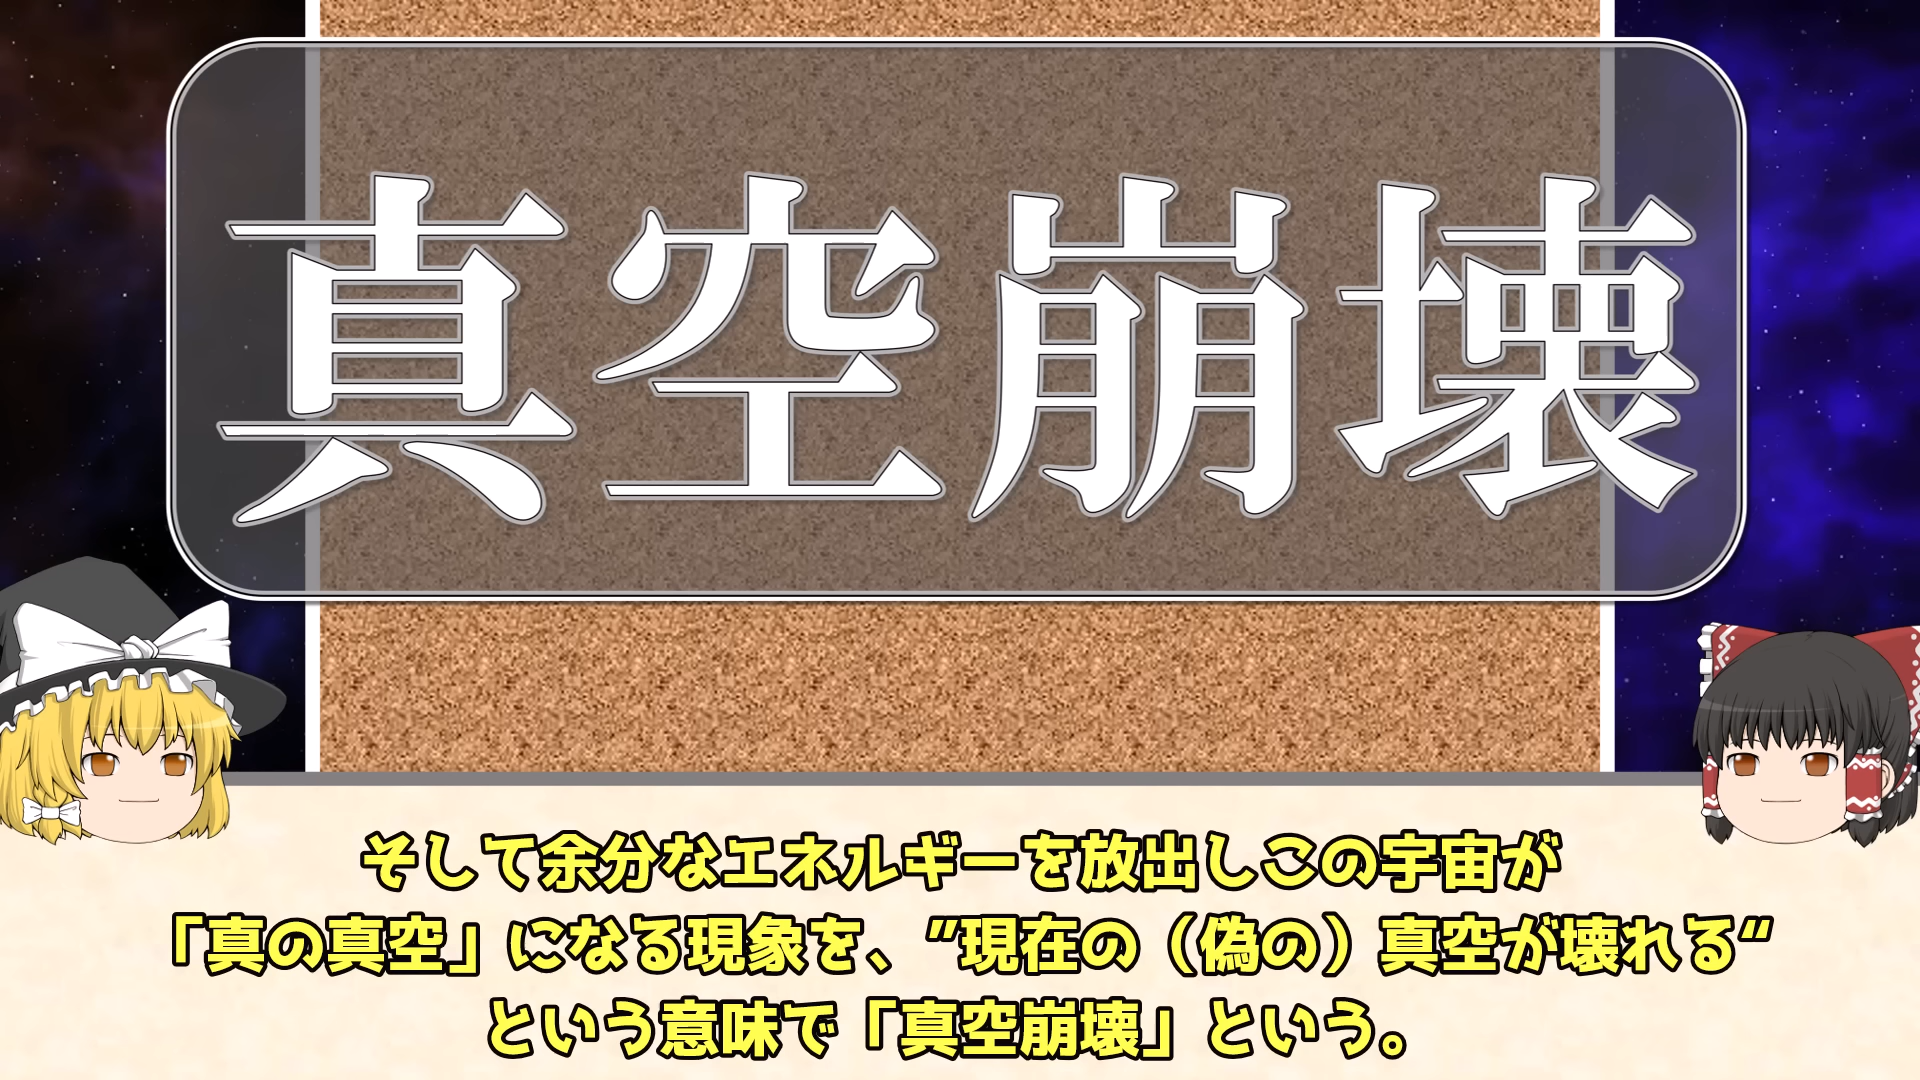 真空崩壊
そして余分なエネルギーを放出しこの宇宙が
「真の真空」になる現象を、”現在の（偽の）真空が壊れる“
という意味で「真空崩壊」という。